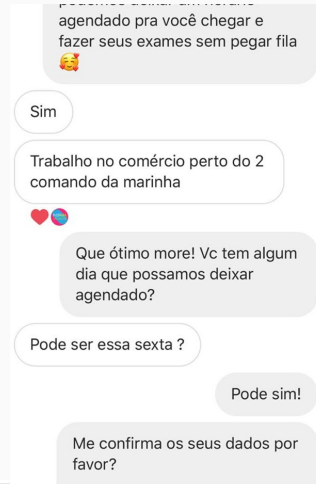 agendado pra você chegar e
fazer seus exames sem pegar fila
🥰
Sim
Trabalho no comércio perto do 2
comando da marinha
Que ótimo more! Vc tem algum
dia que possamos deixar
agendado?
Pode ser essa sexta ?
Pode sim!
Me confirma os seus dados por
favor?